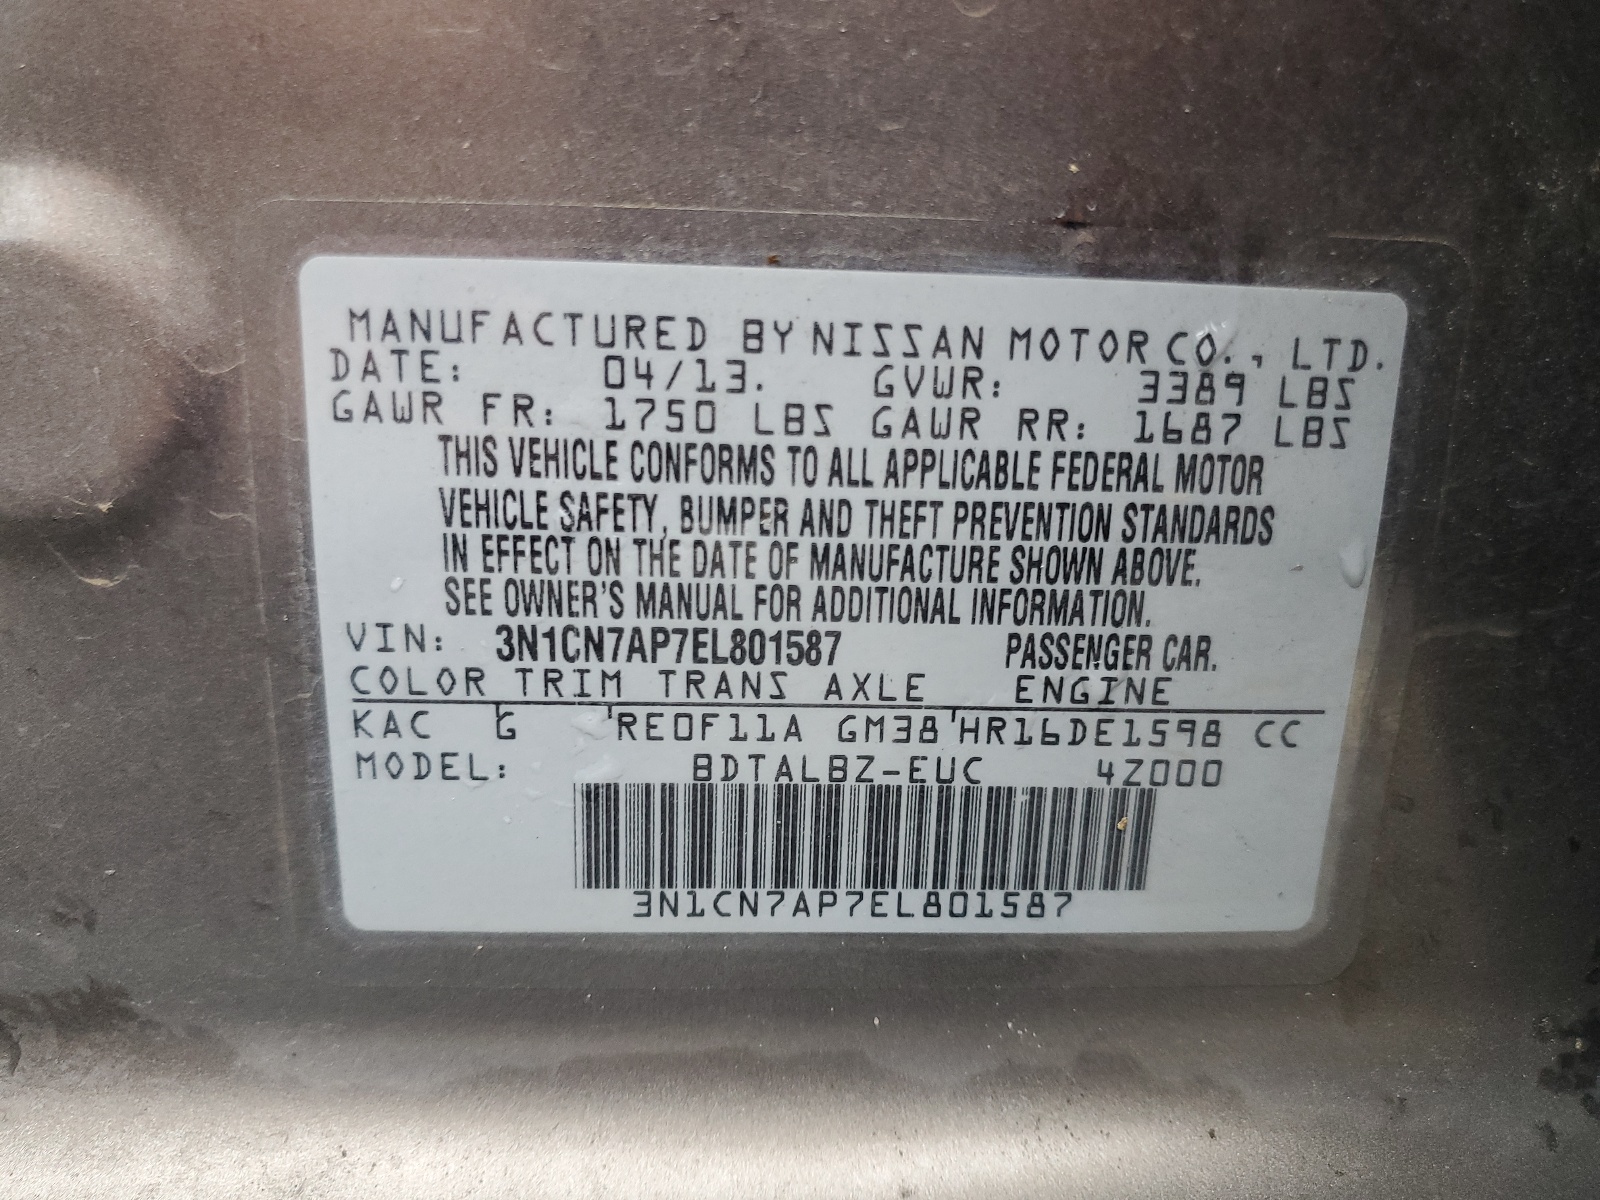 MANUFACTURED BY NISSAN MOTOR CO., LTD.
DATE: 04/13. GVWR: 3389 LBS
GAWR FR: 1750 LBS GAWR RR: 1687 LBS
THIS VEHICLE CONFORMS TO ALL APPLICABLE FEDERAL MOTOR
VEHICLE SAFETY, BUMPER AND THEFT PREVENTION STANDARDS
IN EFFECT ON THE DATE OF MANUFACTURE SHOWN ABOVE.
SEE OWNER'S MANUAL FOR ADDITIONAL INFORMATION.
VIN: 3N1CN7AP7EL801587 PASSENGER CAR.
COLOR TRIM TRANS AXLE ENGINE
KAC G RE0F11A GM38 HR16DE1598 CC
MODEL: BDTALBZ-EUC 4Z000
3N1CN7AP7EL801587